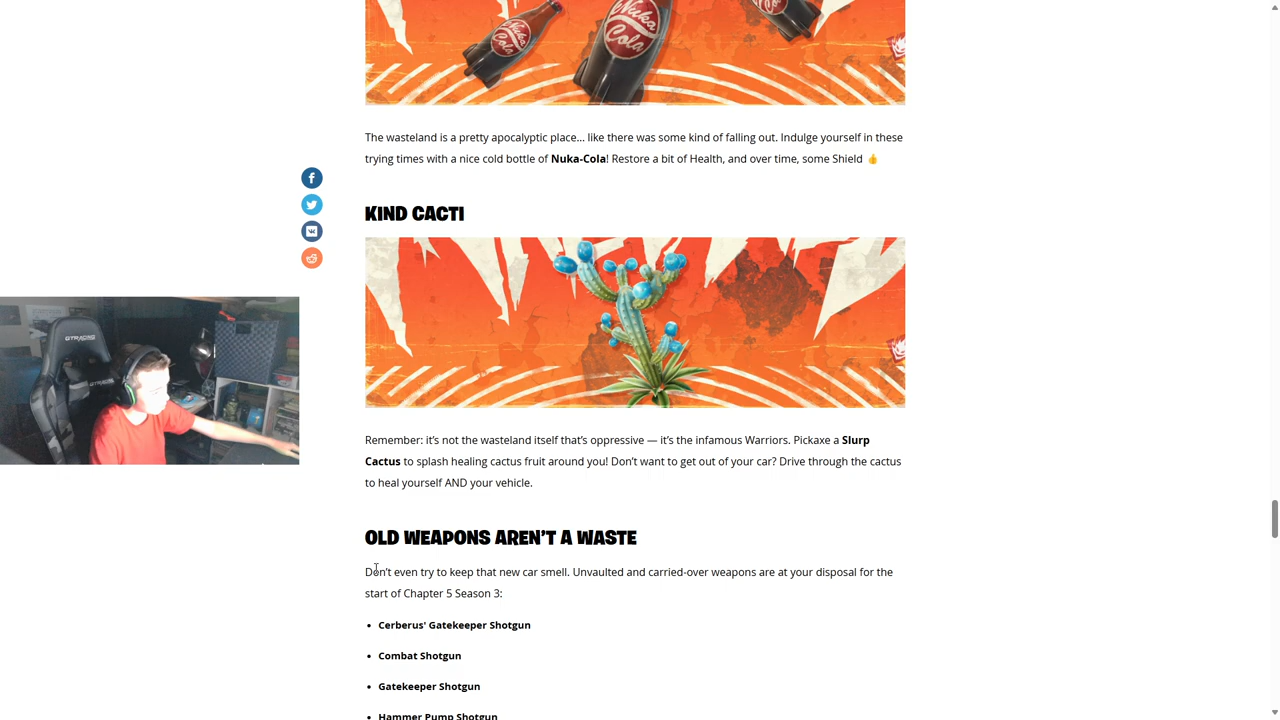 Nuka
Cola
Nuka
Cola
The wasteland is a pretty apocalyptic place... like there was some kind of falling out. Indulge yourself in these
trying times with a nice cold bottle of Nuka-Cola! Restore a bit of Health, and over time, some Shield 👍
KIND CACTI
GTRACING
Remember: it’s not the wasteland itself that’s oppressive — it’s the infamous Warriors. Pickaxe a Slurp
Cactus to splash healing cactus fruit around you! Don’t want to get out of your car? Drive through the cactus
to heal yourself AND your vehicle.
OLD WEAPONS AREN’T A WASTE
Don’t even try to keep that new car smell. Unvaulted and carried-over weapons are at your disposal for the
start of Chapter 5 Season 3:
• Cerberus' Gatekeeper Shotgun
• Combat Shotgun
• Gatekeeper Shotgun
• Hammer Pump Shotgun